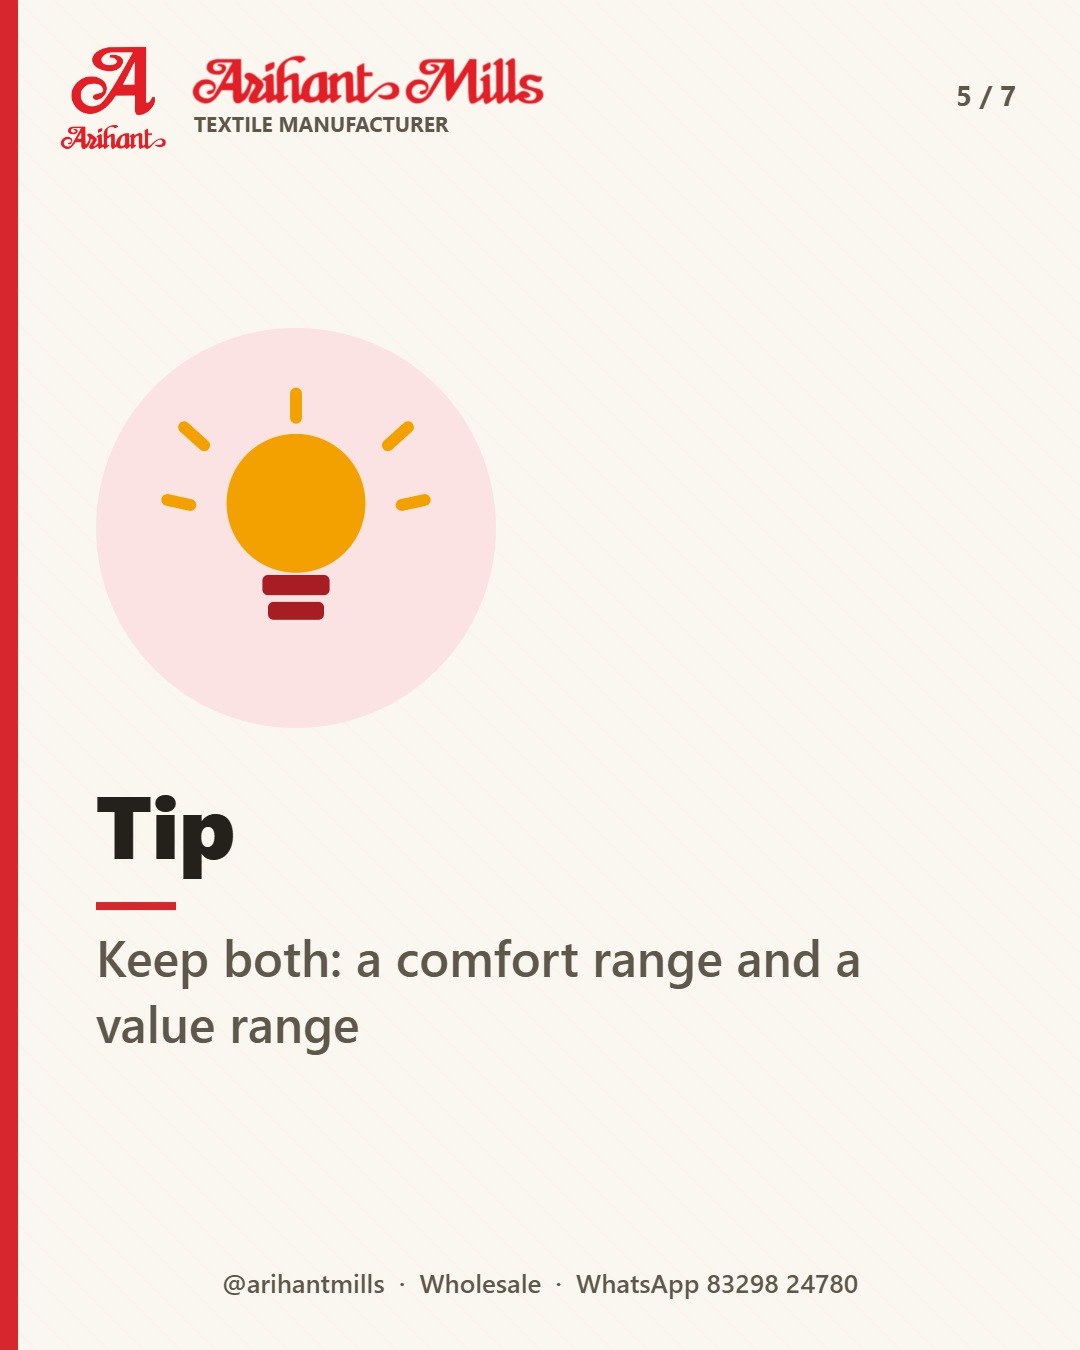 A
Arihant
Arihant Mills
TEXTILE MANUFACTURER
5 / 7
Tip
Keep both: a comfort range and a
value range
@arihantmills · Wholesale · WhatsApp 83298 24780